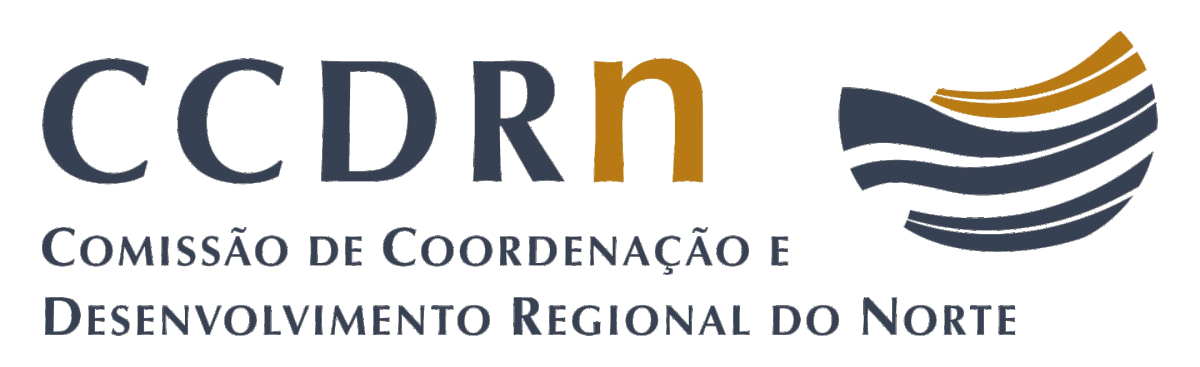 CCDRn
COMISSÃO DE COORDENAÇÃO E
DESENVOLVIMENTO REGIONAL DO NORTE